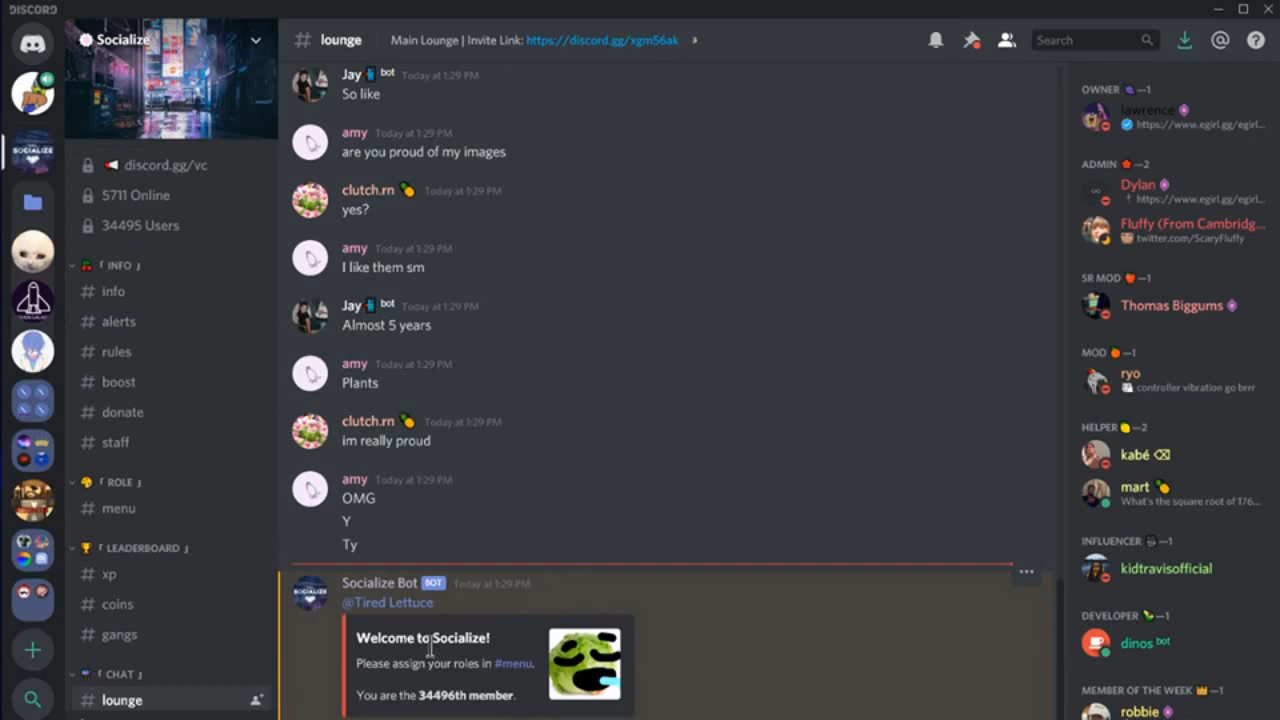 DISCORD
Socialize
discord.gg/vc
5711 Online
34495 Users
「 INFO 」
info
alerts
rules
boost
donate
staff
「 ROLE 」
menu
「 LEADERBOARD 」
xp
coins
gangs
「 CHAT 」
lounge
# lounge
Main Lounge | Invite Link: https://discord.gg/xgm56ak
Search
Jay bot Today at 1:29 PM
So like
amy Today at 1:29 PM
are you proud of my images
clutch.rn Today at 1:29 PM
yes?
amy Today at 1:29 PM
I like them sm
Jay bot Today at 1:29 PM
Almost 5 years
amy Today at 1:29 PM
Plants
clutch.rn Today at 1:29 PM
im really proud
amy Today at 1:29 PM
OMG
Y
Ty
Socialize Bot BOT Today at 1:29 PM
@Tired Lettuce
Welcome to Socialize!
Please assign your roles in #menu.
You are the 34496th member.
OWNER —1
lawrence
https://www.egirl.gg/egirl...
ADMIN —2
Dylan
https://www.egirl.gg/egirl...
Fluffy (From Cambridg...
twitter.com/ScaryFluffy
SR MOD —1
Thomas Biggums
MOD —1
ryo
controller vibration go brrr
HELPER —2
kabé
mart
What's the square root of 176...
INFLUENCER —1
kidtravisofficial
DEVELOPER —1
dinos bot
MEMBER OF THE WEEK —1
robbie